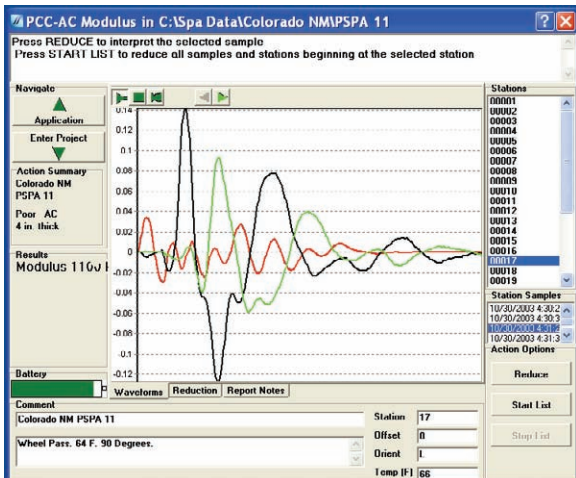 PCC-AC Modulus in C:\Spa Data\Colorado NM\PSPA 11
Press REDUCE to interpret the selected sample
Press START LIST to reduce all samples and stations beginning at the selected station
Navigate
Application
Enter Project
Action Summary
Colorado NM
PSPA 11
Poor AC
4 in. thick
Results
Modulus
Battery
0.14
0.12
0.1
0.08
0.06
0.04
0.02
0
-0.02
-0.04
-0.06
-0.08
-0.1
-0.12
Waveforms Reduction Report Notes
Stations
00001
00002
00003
00004
00005
00006
00007
00008
00009
00010
00011
00012
00013
00014
00015
00016
00017
00018
00019
Station Samples
10/30/2003 4:30:2
10/30/2003 4:30:3
10/30/2003 4:31:2
10/30/2003 4:31:3
Action Options
Reduce
Start List
Stop List
Comment
Colorado NM PSPA 11
Wheel Pass. 64 F. 90 Degrees.
Station 17
Offset 0
Orient L
Temp [F] 66